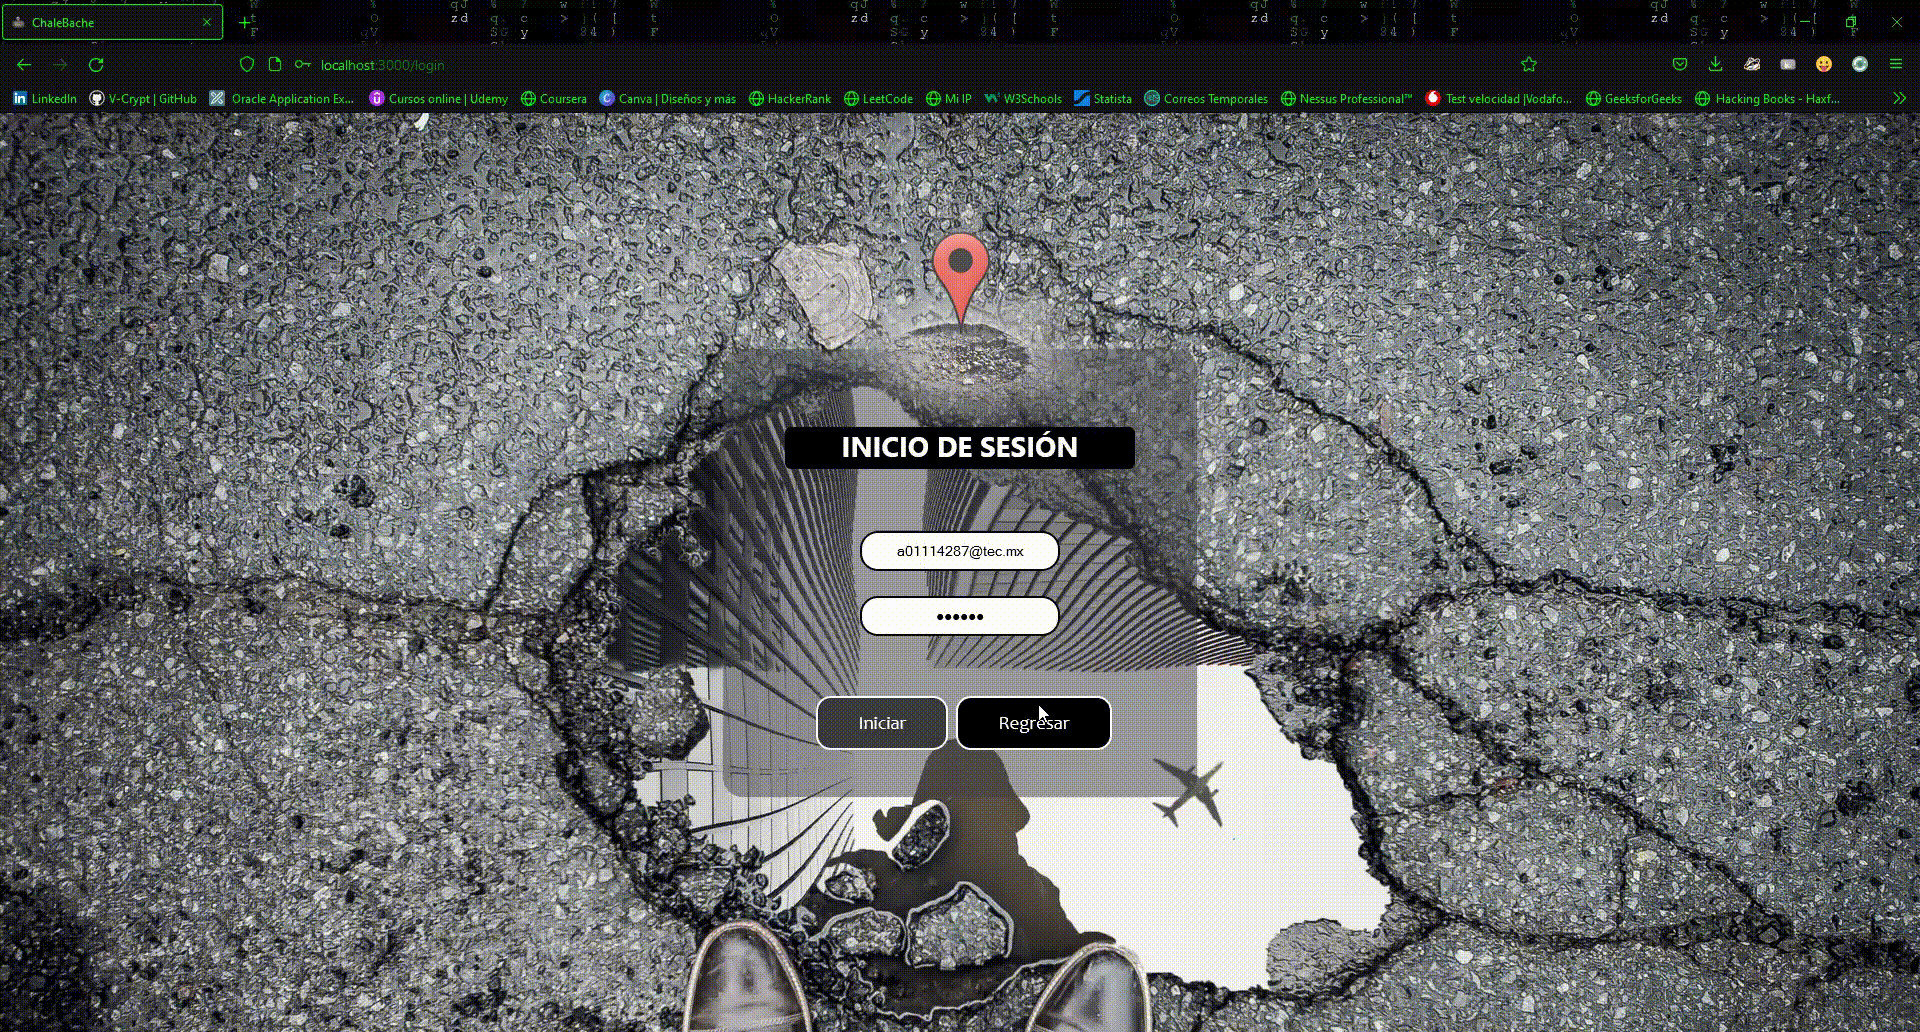 ChaleBache
localhost:3000/login
LinkedIn V-Crypt | GitHub Oracle Application Ex... Cursos online | Udemy Coursera Canva | Diseños y más HackerRank LeetCode Mi IP W3Schools Statista Correos Temporales Nessus Professional™ Test velocidad |Vodafo... GeeksforGeeks Hacking Books - Haxf...
INICIO DE SESIÓN
a01114287@tec.mx
••••••
Iniciar Regresar